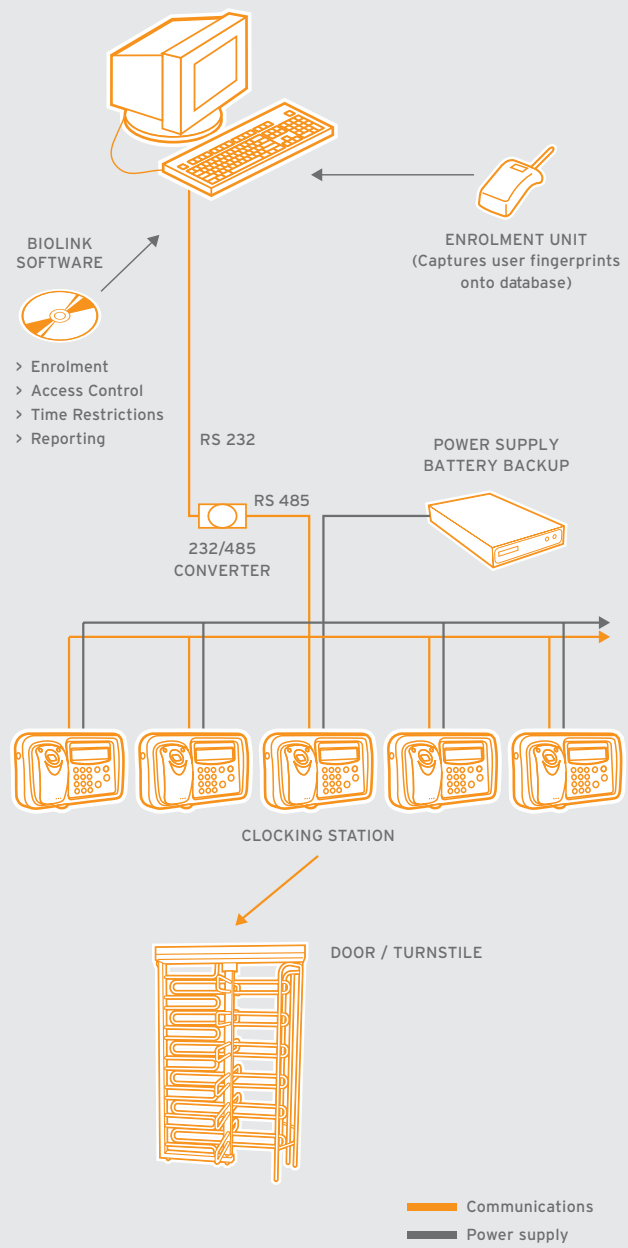 BIOLINK
SOFTWARE
> Enrolment
> Access Control
> Time Restrictions
> Reporting
ENROLMENT UNIT
(Captures user fingerprints
onto database)
RS 232
RS 485
232/485
CONVERTER
POWER SUPPLY
BATTERY BACKUP
CLOCKING STATION
DOOR / TURNSTILE
Communications
Power supply